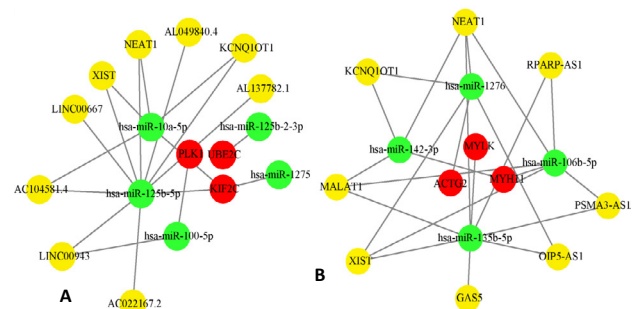 AL049840.4
NEAT1
KCNQ1OT1
XIST
AL137782.1
LINC00667
hsa-miR-10a-5p
hsa-miR-125b-2-3p
PLK1
UBE2C
hsa-miR-1275
AC104581.4
hsa-miR-125b-5p
KIF2C
hsa-miR-100-5p
LINC00943
AC022167.2
A
NEAT1
RPARP-AS1
KCNQ1OT1
hsa-miR-1276
MYLK
hsa-miR-142-3p
hsa-miR-106b-5p
MALAT1
ACTG2
MYH11
PSMA3-AS1
hsa-miR-135b-5p
XIST
OIP5-AS1
GAS5
B